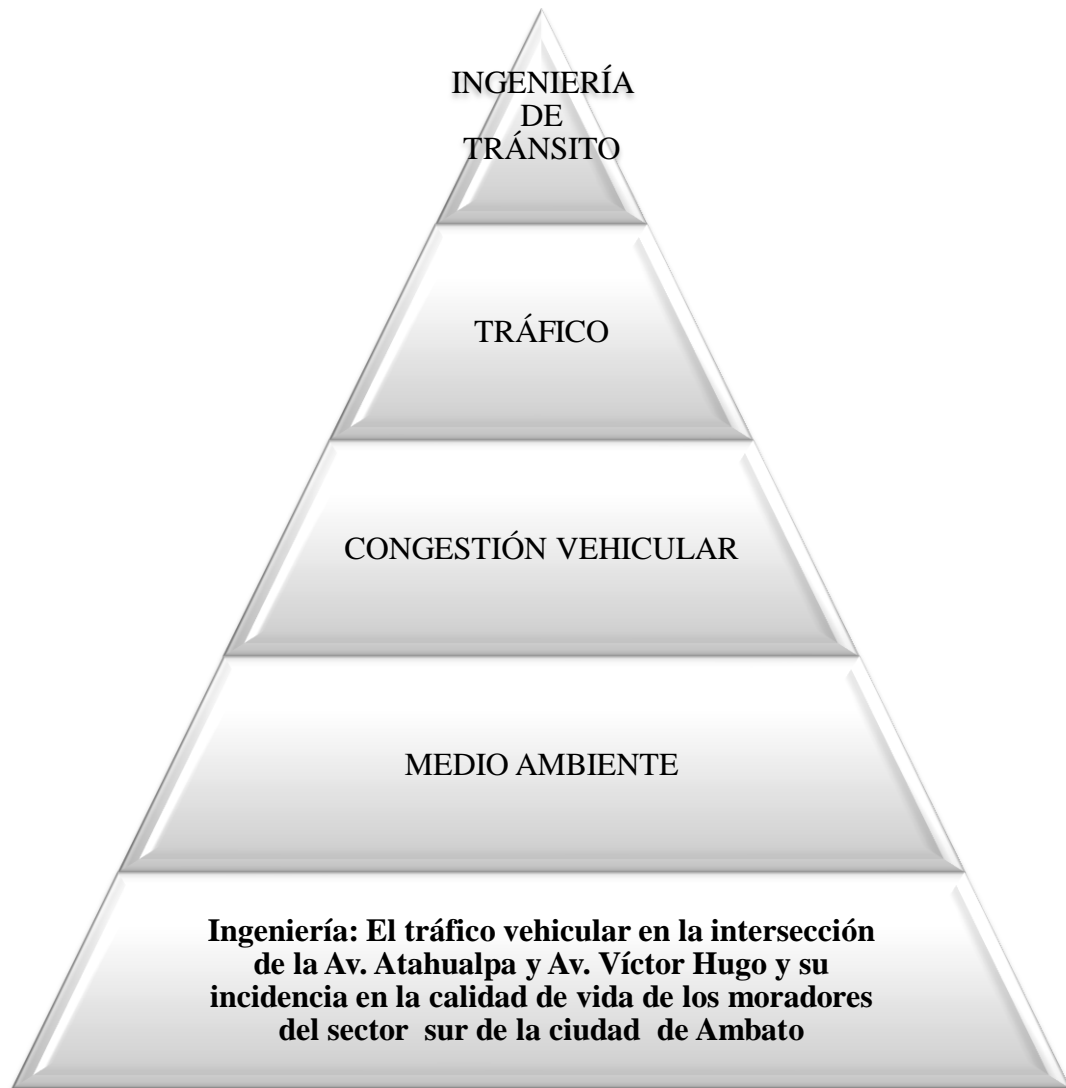 INGENIERÍA
DE
TRÁNSITO
TRÁFICO
CONGESTIÓN VEHICULAR
MEDIO AMBIENTE
Ingeniería: El tráfico vehicular en la intersección
de la Av. Atahualpa y Av. Víctor Hugo y su
incidencia en la calidad de vida de los moradores
del sector sur de la ciudad de Ambato